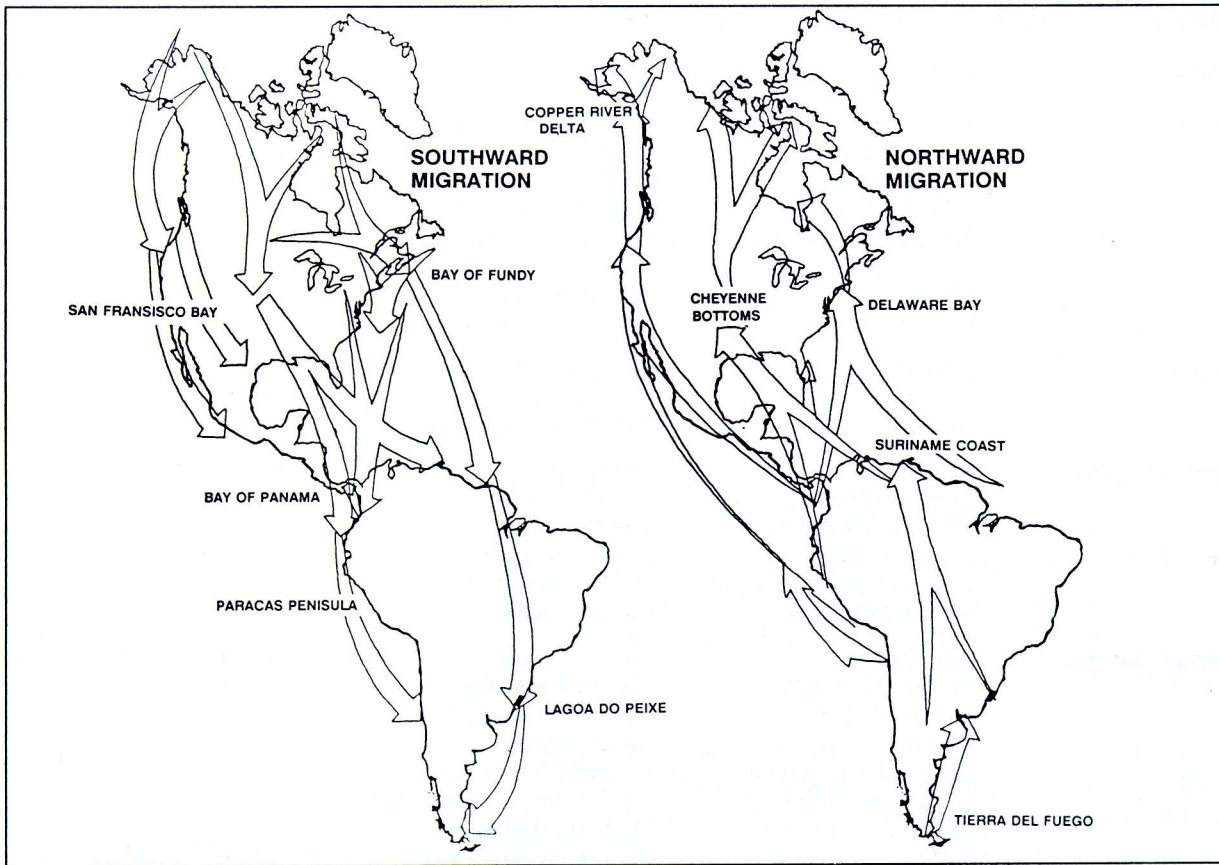 SOUTHWARD
MIGRATION
BAY OF FUNDY
SAN FRANSISCO BAY
BAY OF PANAMA
PARACAS PENISULA
LAGOA DO PEIXE
COPPER RIVER
DELTA
NORTHWARD
MIGRATION
CHEYENNE
BOTTOMS
DELAWARE BAY
SURINAME COAST
TIERRA DEL FUEGO